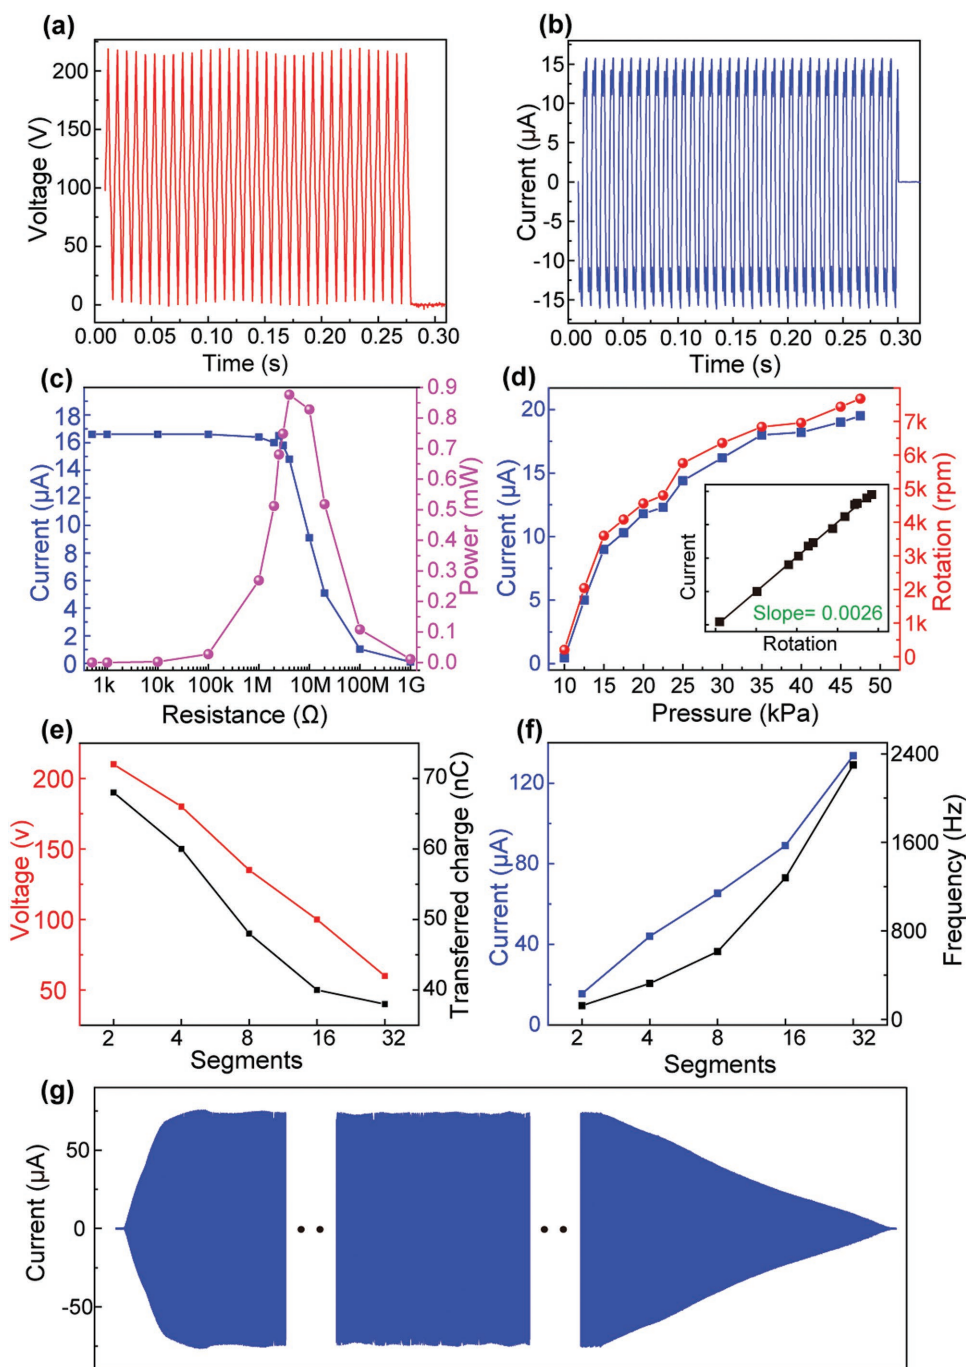 (a)
Voltage (V)
200
150
100
50
0
0.00 0.05 0.10 0.15 0.20 0.25 0.30
Time (s)
(b)
Current (μA)
15
10
5
0
-5
-10
-15
0.00 0.05 0.10 0.15 0.20 0.25 0.30
Time (s)
(c)
Current (μA)
18
16
14
12
10
8
6
4
2
0
Power (mW)
0.9
0.8
0.7
0.6
0.5
0.4
0.3
0.2
0.1
0.0
1k 10k 100k 1M 10M 100M 1G
Resistance (Ω)
(d)
Current (μA)
20
15
10
5
0
Rotation (rpm)
7k
6k
5k
4k
3k
2k
1k
0
Current
Slope= 0.0026
Rotation
10 15 20 25 30 35 40 45 50
Pressure (kPa)
(e)
Voltage (v)
200
150
100
50
Transferred charge (nC)
70
60
50
40
2 4 8 16 32
Segments
(f)
Current (μA)
120
80
40
0
Frequency (Hz)
2400
1600
800
0
2 4 8 16 32
Segments
(g)
Current (μA)
50
0
-50